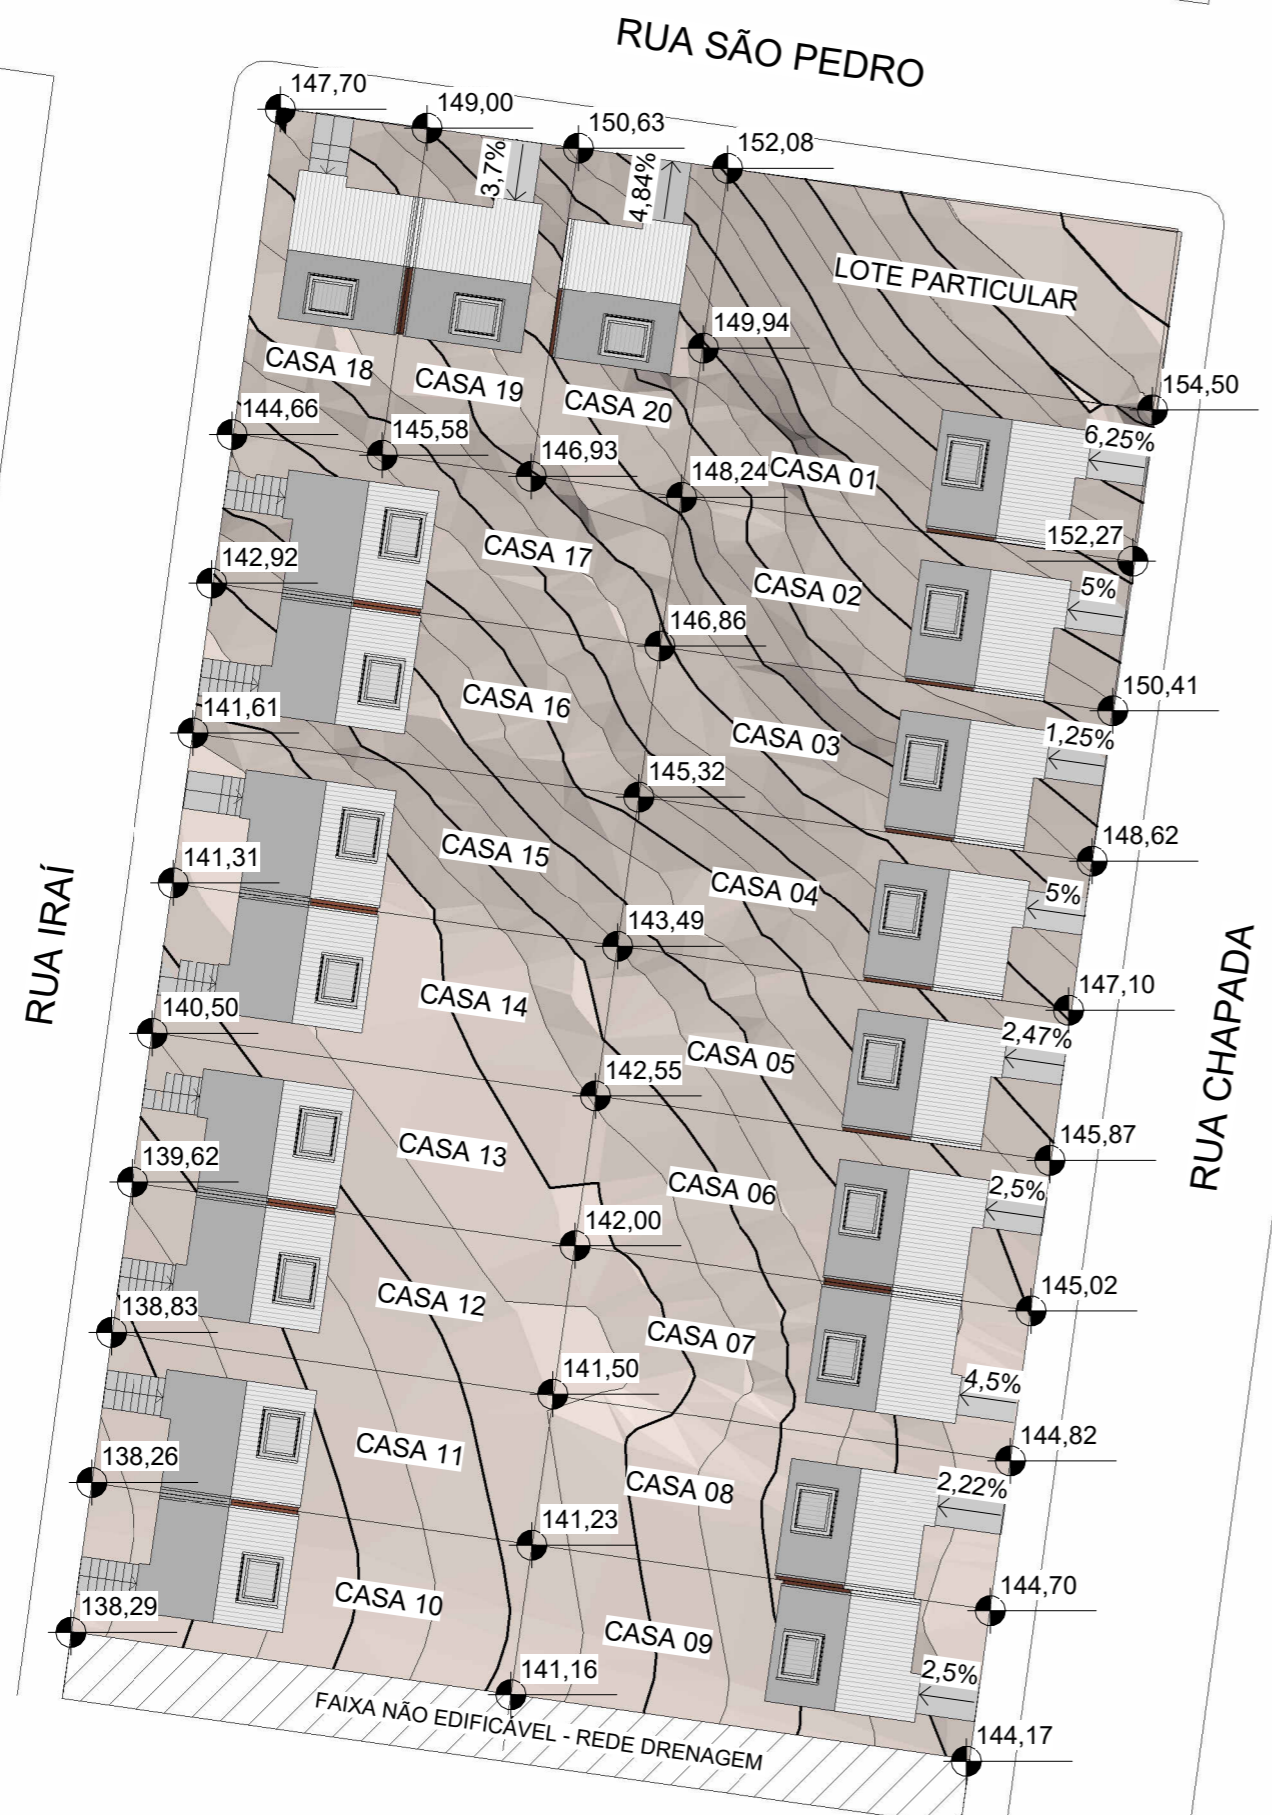 RUA SÃO PEDRO
147,70
149,00
150,63
152,08
3,7%
4,84%
LOTE PARTICULAR
149,94
154,50
CASA 18
CASA 19
CASA 20
144,66
145,58
146,93
148,24
CASA 01
6,25%
152,27
142,92
CASA 17
CASA 02
5%
146,86
150,41
141,61
CASA 16
CASA 03
1,25%
145,32
148,62
141,31
CASA 15
CASA 04
5%
143,49
147,10
RUA IRAÍ
RUA CHAPADA
140,50
CASA 14
CASA 05
2,47%
142,55
145,87
139,62
CASA 13
CASA 06
2,5%
142,00
145,02
138,83
CASA 12
CASA 07
4,5%
141,50
144,82
138,26
CASA 11
CASA 08
2,22%
141,23
144,70
138,29
CASA 10
CASA 09
2,5%
141,16
144,17
FAIXA NÃO EDIFICÁVEL - REDE DRENAGEM